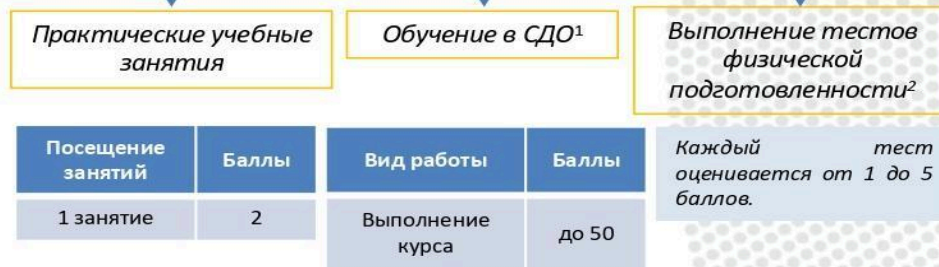 Практические учебные
занятия
Обучение в СДО¹
Выполнение тестов
физической
подготовленности²
Посещение
занятий
Баллы
1 занятие
2
Вид работы
Баллы
Выполнение
курса
до 50
Каждый тест
оценивается от 1 до 5
баллов.